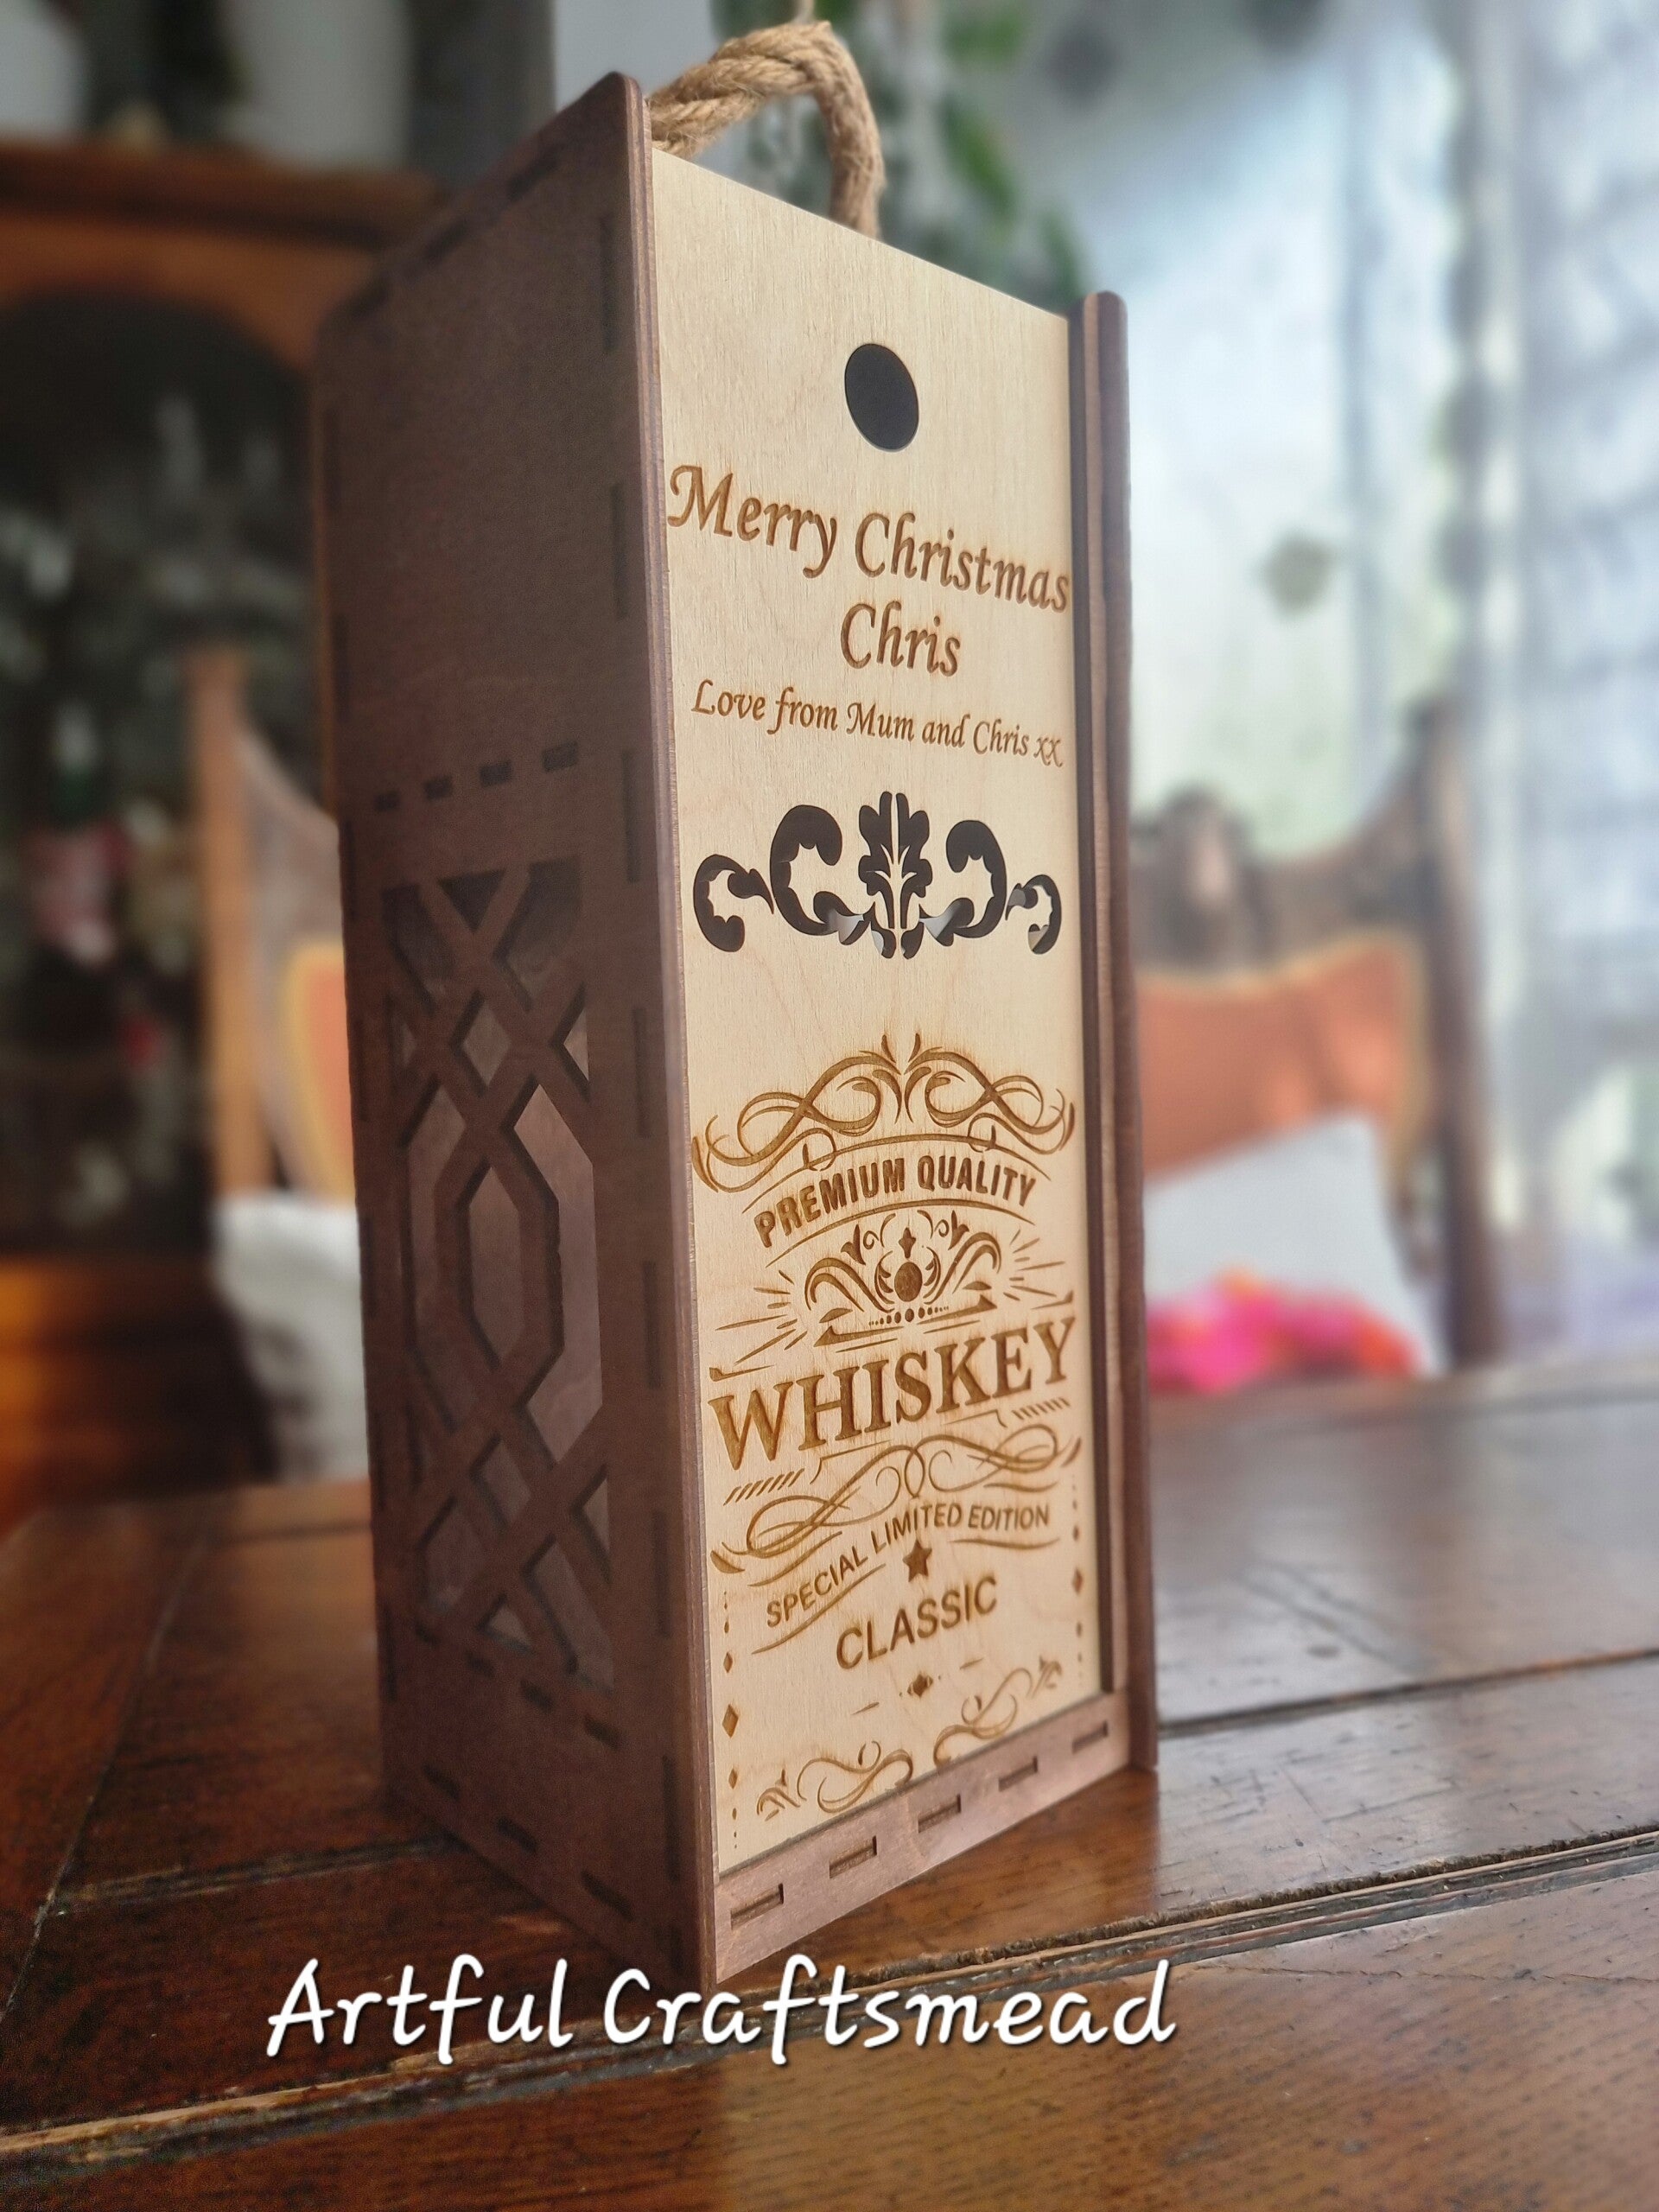 Merry Christmas
Chris
Love from Mum and Chris xx
PREMIUM QUALITY
WHISKEY
SPECIAL LIMITED EDITION
CLASSIC
Artful Craftsmead